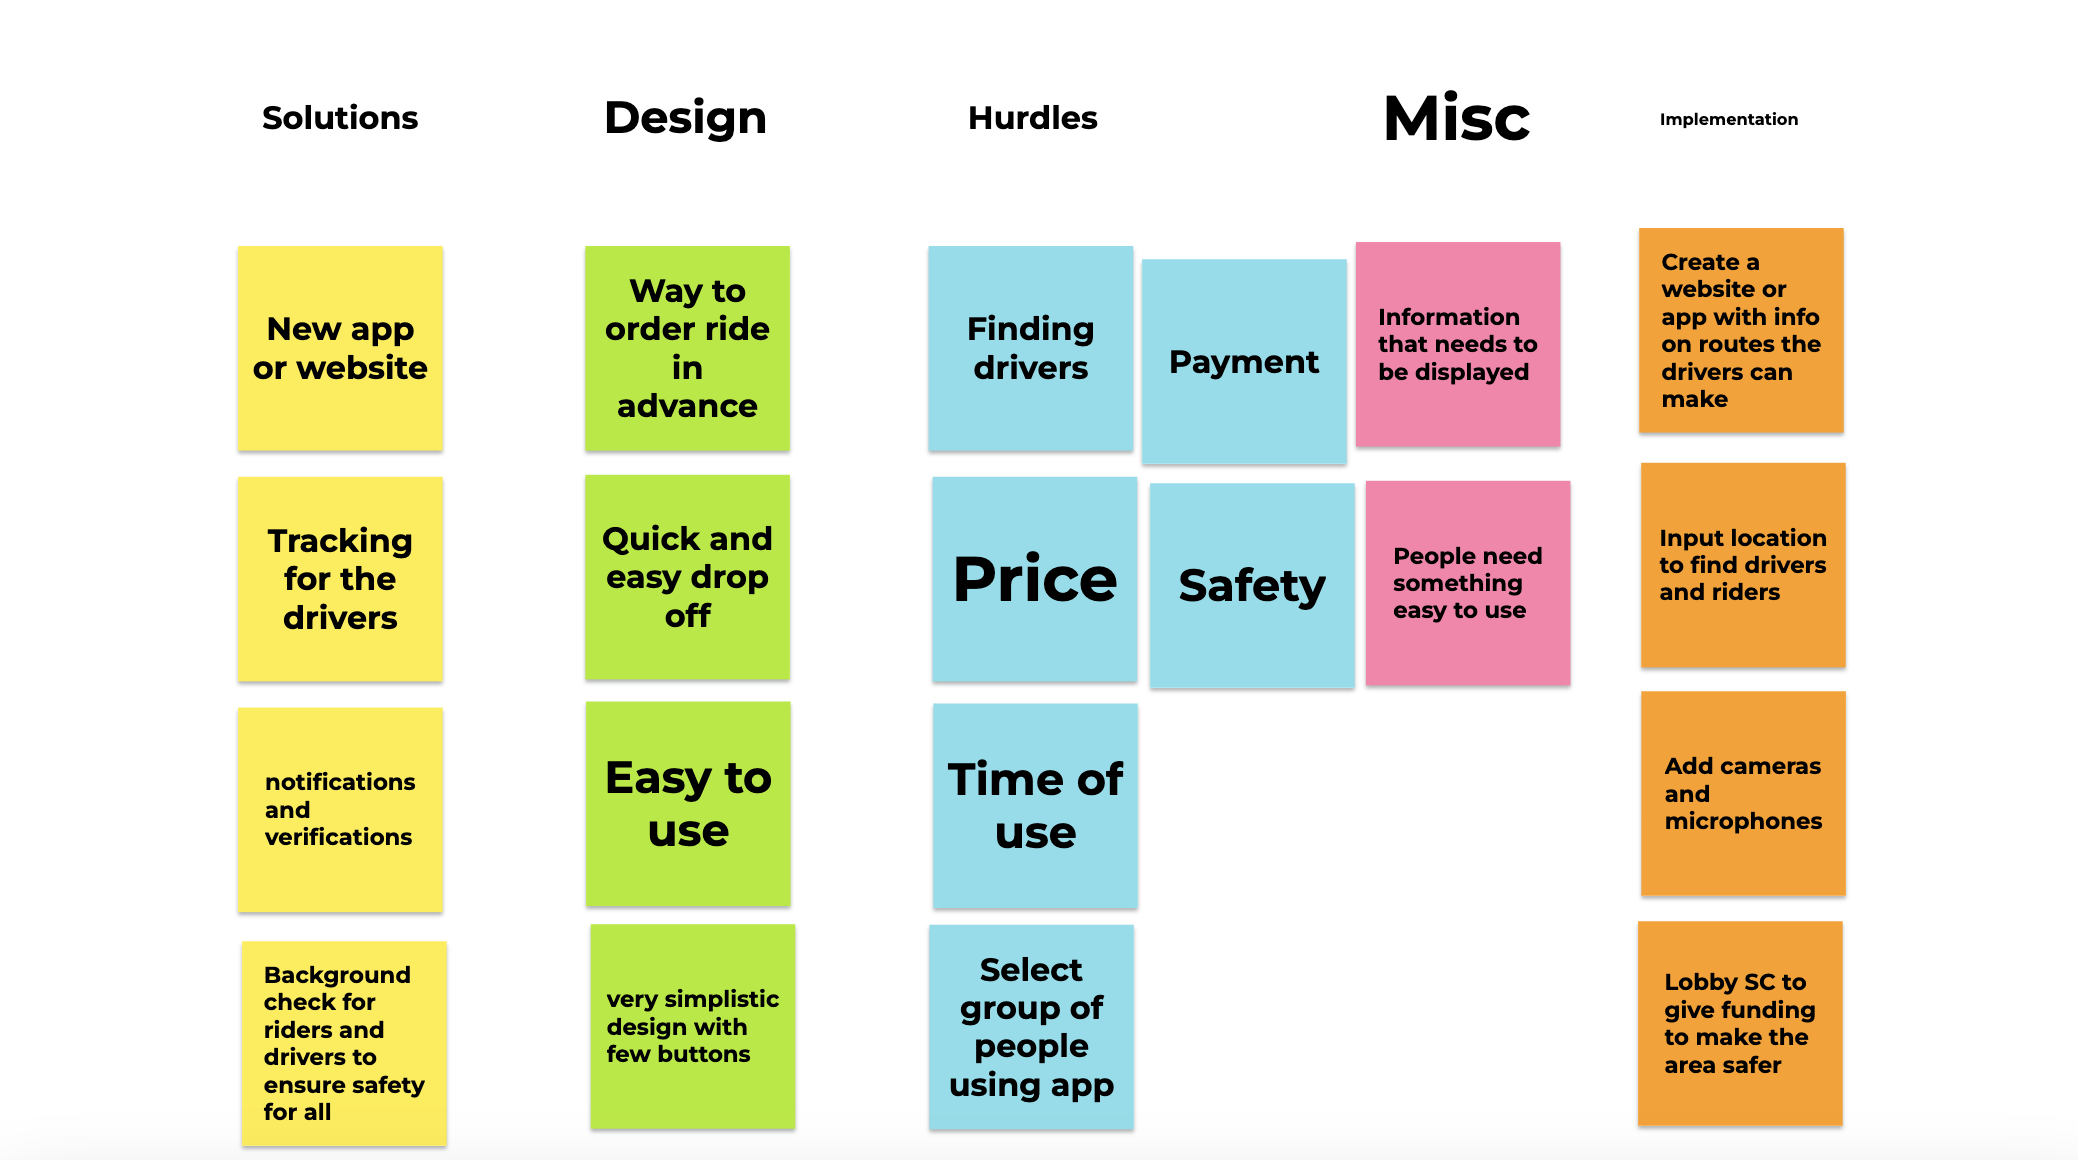 Solutions
Design
Hurdles
Misc
Implementation
New app
or website
Tracking
for the
drivers
notifications
and
verifications
Background
check for
riders and
drivers to
ensure safety
for all
Way to
order ride
in
advance
Quick and
easy drop
off
Easy to
use
very simplistic
design with
few buttons
Finding
drivers
Payment
Price
Safety
Time of
use
Select
group of
people
using app
Information
that needs to
be displayed
People need
something
easy to use
Create a
website or
app with info
on routes the
drivers can
make
Input location
to find drivers
and riders
Add cameras
and
microphones
Lobby SC to
give funding
to make the
area safer